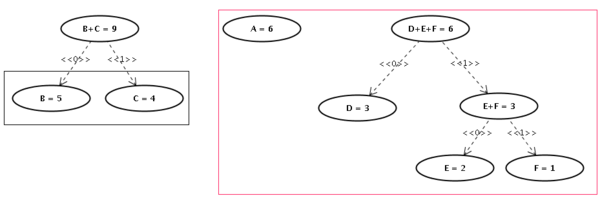 B+C = 9
A = 6
D+E+F = 6
<<0>>
<<1>>
<<0>>
<<1>>
B = 5
C = 4
D = 3
E+F = 3
<<0>>
<<1>>
E = 2
F = 1